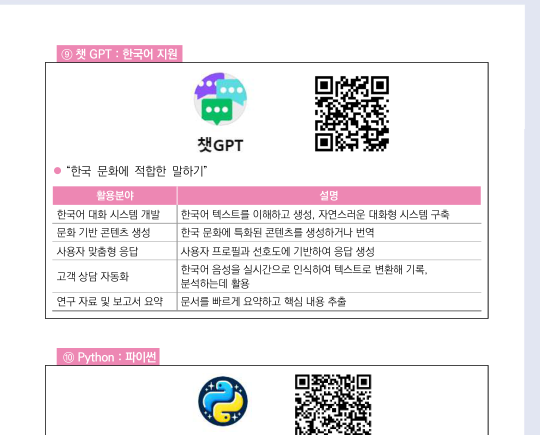 ⑨ 챗 GPT : 한국어 지원
챗GPT
● “한국 문화에 적합한 말하기”
활용분야 설명
한국어 대화 시스템 개발 한국어 텍스트를 이해하고 생성, 자연스러운 대화형 시스템 구축
문화 기반 콘텐츠 생성 한국 문화에 특화된 콘텐츠를 생성하거나 번역
사용자 맞춤형 응답 사용자 프로필과 선호도에 기반하여 응답 생성
고객 상담 자동화 한국어 음성을 실시간으로 인식하여 텍스트로 변환해 기록,
분석하는데 활용
연구 자료 및 보고서 요약 문서를 빠르게 요약하고 핵심 내용 추출
⑩ Python : 파이썬